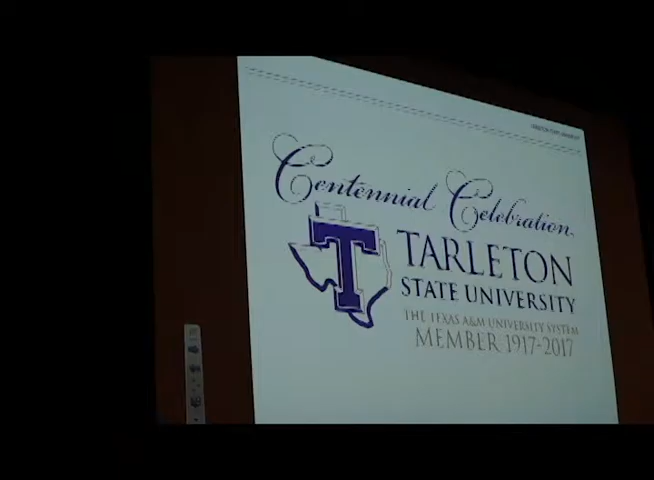 Centennial Celebration
T
TARLETON
STATE UNIVERSITY
THE TEXAS A&M UNIVERSITY SYSTEM
MEMBER 1917-2017